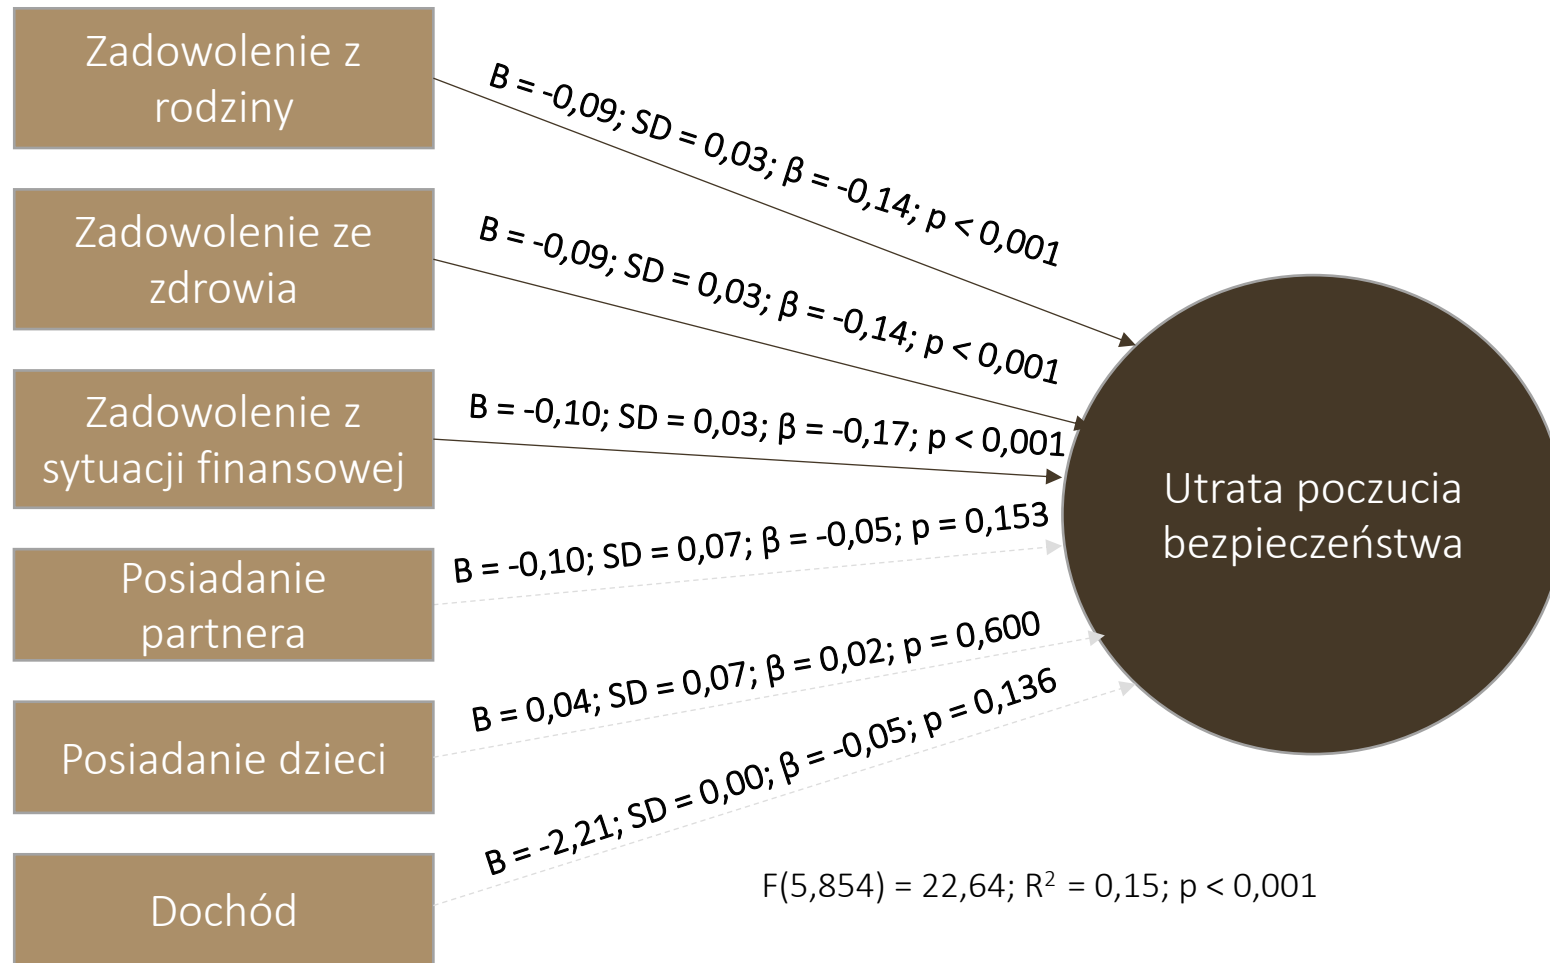 Zadowolenie z
rodziny
B = -0,09; SD = 0,03; β = -0,14; p < 0,001
Zadowolenie ze
zdrowia
B = -0,09; SD = 0,03; β = -0,14; p < 0,001
Zadowolenie z
sytuacji finansowej
B = -0,10; SD = 0,03; β = -0,17; p < 0,001
Utrata poczucia
bezpieczeństwa
Posiadanie
partnera
B = -0,10; SD = 0,07; β = -0,05; p = 0,153
Posiadanie dzieci
B = 0,04; SD = 0,07; β = 0,02; p = 0,600
Dochód
B = -2,21; SD = 0,00; β = -0,05; p = 0,136
F(5,854) = 22,64; R² = 0,15; p < 0,001